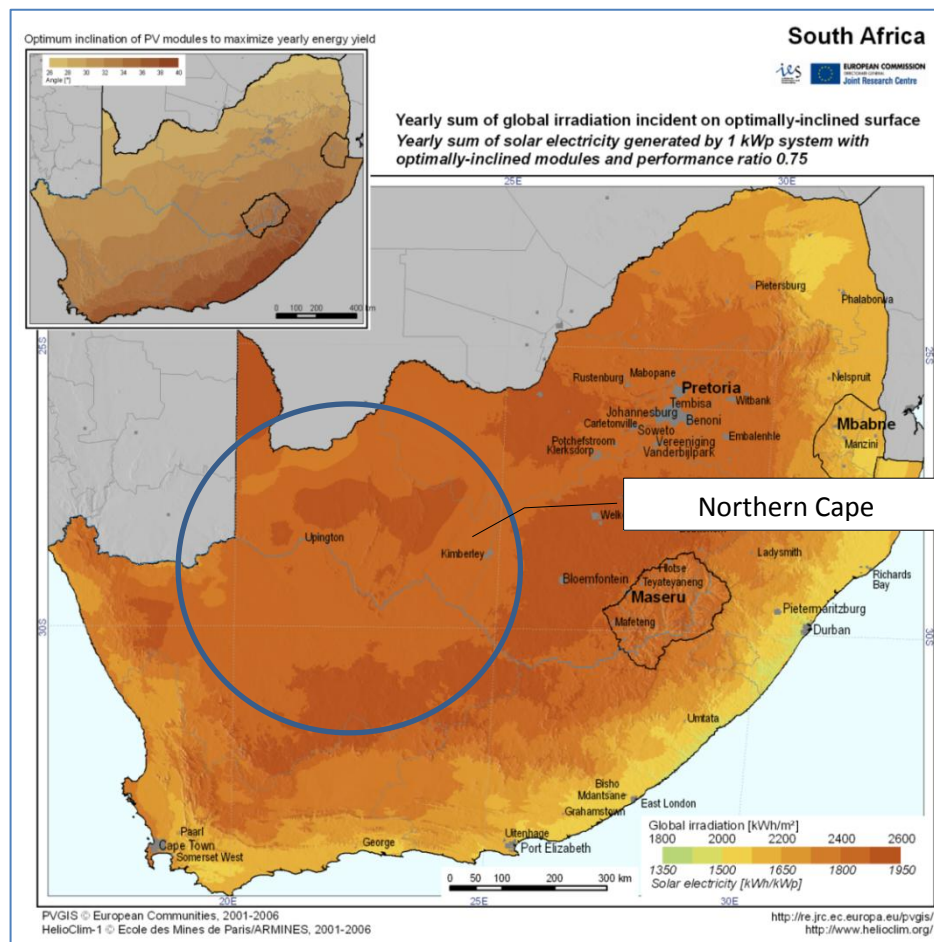 South Africa
ies
EUROPEAN COMMISSION
DIRECTORATE-GENERAL
Joint Research Centre
Optimum inclination of PV modules to maximize yearly energy yield
26 28 30 32 34 36 38 40
Angle [°]
0 100 200 400 km
Yearly sum of global irradiation incident on optimally-inclined surface
Yearly sum of solar electricity generated by 1 kWp system with
optimally-inclined modules and performance ratio 0.75
25E
30E
Pietersburg
Phalaborwa
25S
25S
Nelspruit
Rustenburg
Mabopane
Pretoria
Tembisa
Witbank
Johannesburg
Benoni
Carletonville
Soweto
Mbabne
Manzini
Potchefstroom
Vereeniging
Embalenhle
Klerksdorp
Vanderbijlpark
Northern Cape
Upington
Kimberley
Ladysmith
Bloemfontein
Hlotse
Teyateyaneng
Maseru
Mafeteng
Richards
Bay
Pietermaritzburg
Durban
30S
30S
Umtata
Bisho
Mdantsane
East London
Grahamstown
Uitenhage
Port Elizabeth
George
Paarl
Cape Town
Somerset West
Global irradiation [kWh/m²]
1800 2000 2200 2400 2600
1350 1500 1650 1800 1950
Solar electricity [kWh/kWp]
0 50 100 200 300 km
20E
25E
30E
PVGIS © European Communities, 2001-2006
HelioClim-1 © Ecole des Mines de Paris/ARMINES, 2001-2006
http://re.jrc.ec.europa.eu/pvgis/
http://www.helioclim.org/